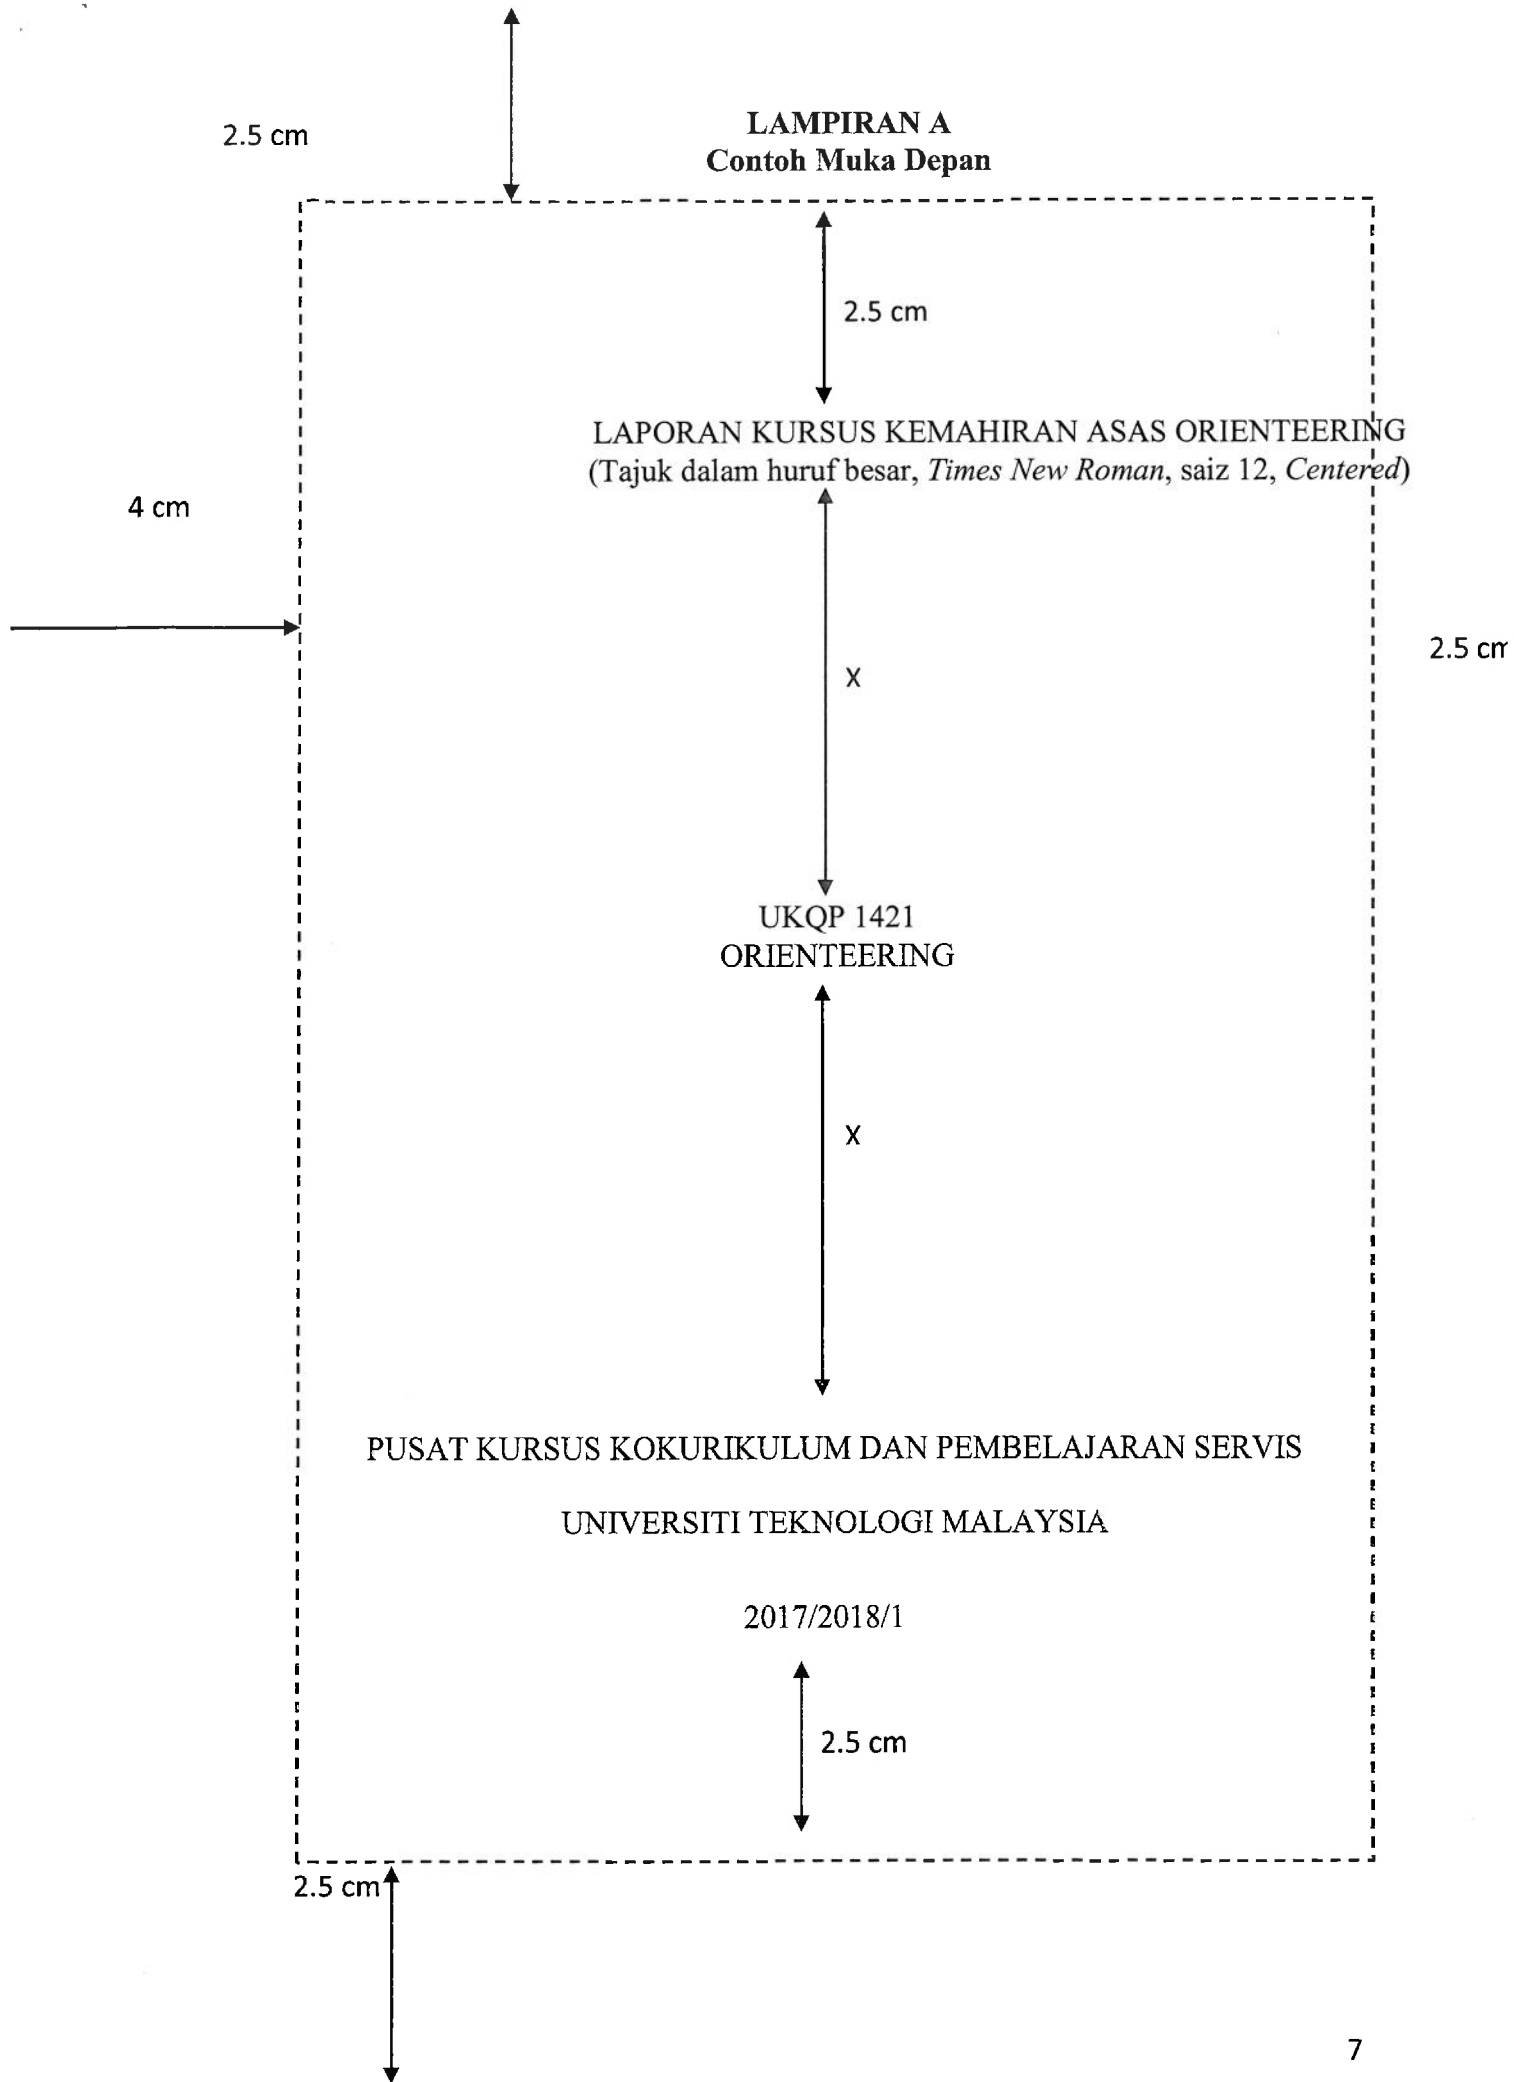 2.5 cm
LAMPIRAN A
Contoh Muka Depan
2.5 cm
LAPORAN KURSUS KEMAHIRAN ASAS ORIENTEERING
(Tajuk dalam huruf besar, Times New Roman, saiz 12, Centered)
4 cm
2.5 cm
X
UKQP 1421
ORIENTEERING
X
PUSAT KURSUS KOKURIKULUM DAN PEMBELAJARAN SERVIS
UNIVERSITI TEKNOLOGI MALAYSIA
2017/2018/1
2.5 cm
2.5 cm
7